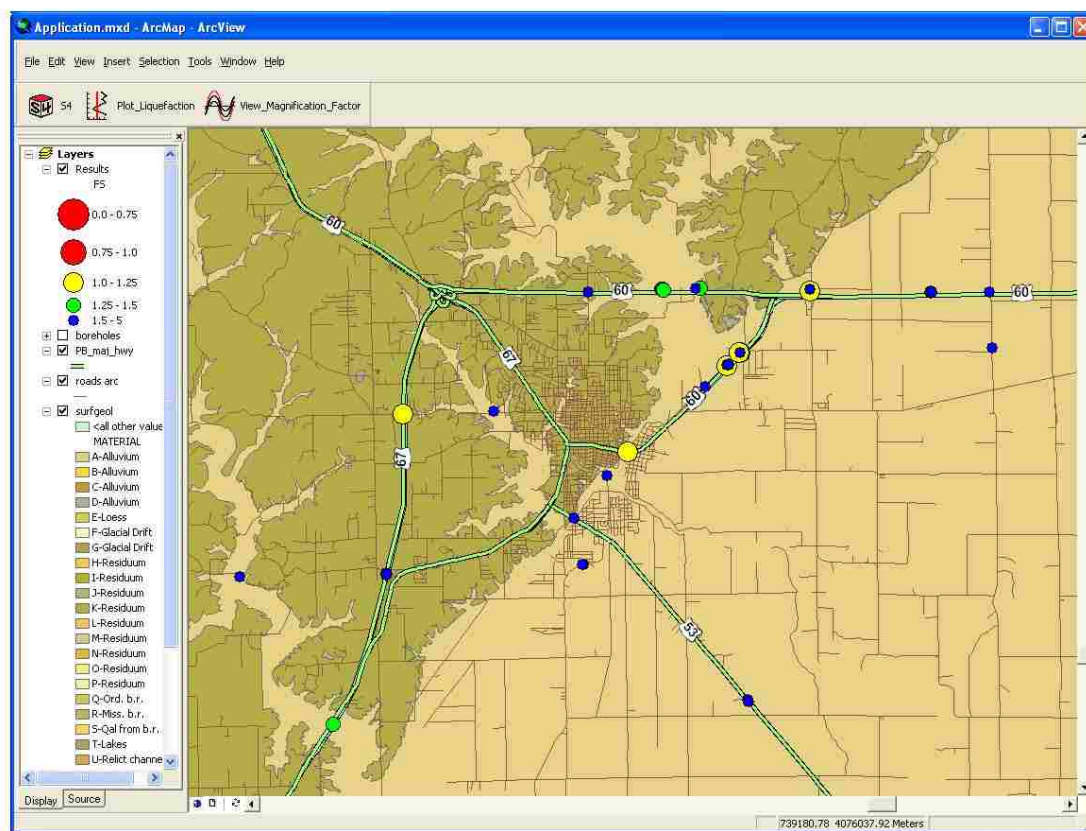 Application.mxd - ArcMap - ArcView
File Edit View Insert Selection Tools Window Help
S4 Plot_Liquefaction View_Magnification_Factor
Layers
Results
FS
0.0 - 0.75
0.75 - 1.0
1.0 - 1.25
1.25 - 1.5
1.5 - 5
boreholes
PB_maj_hwy
roads arc
surfgeol
<all other value
MATERIAL
A-Alluvium
B-Alluvium
C-Alluvium
D-Alluvium
E-Loess
F-Glacial Drift
G-Glacial Drift
H-Residuum
I-Residuum
J-Residuum
K-Residuum
L-Residuum
M-Residuum
N-Residuum
O-Residuum
P-Residuum
Q-Ord. b.r.
R-Miss. b.r.
S-Qal from b.r.
T-Lakes
U-Relict channe
Display Source
60
60
60
67
60
67
53
739180.78 4076037.92 Meters